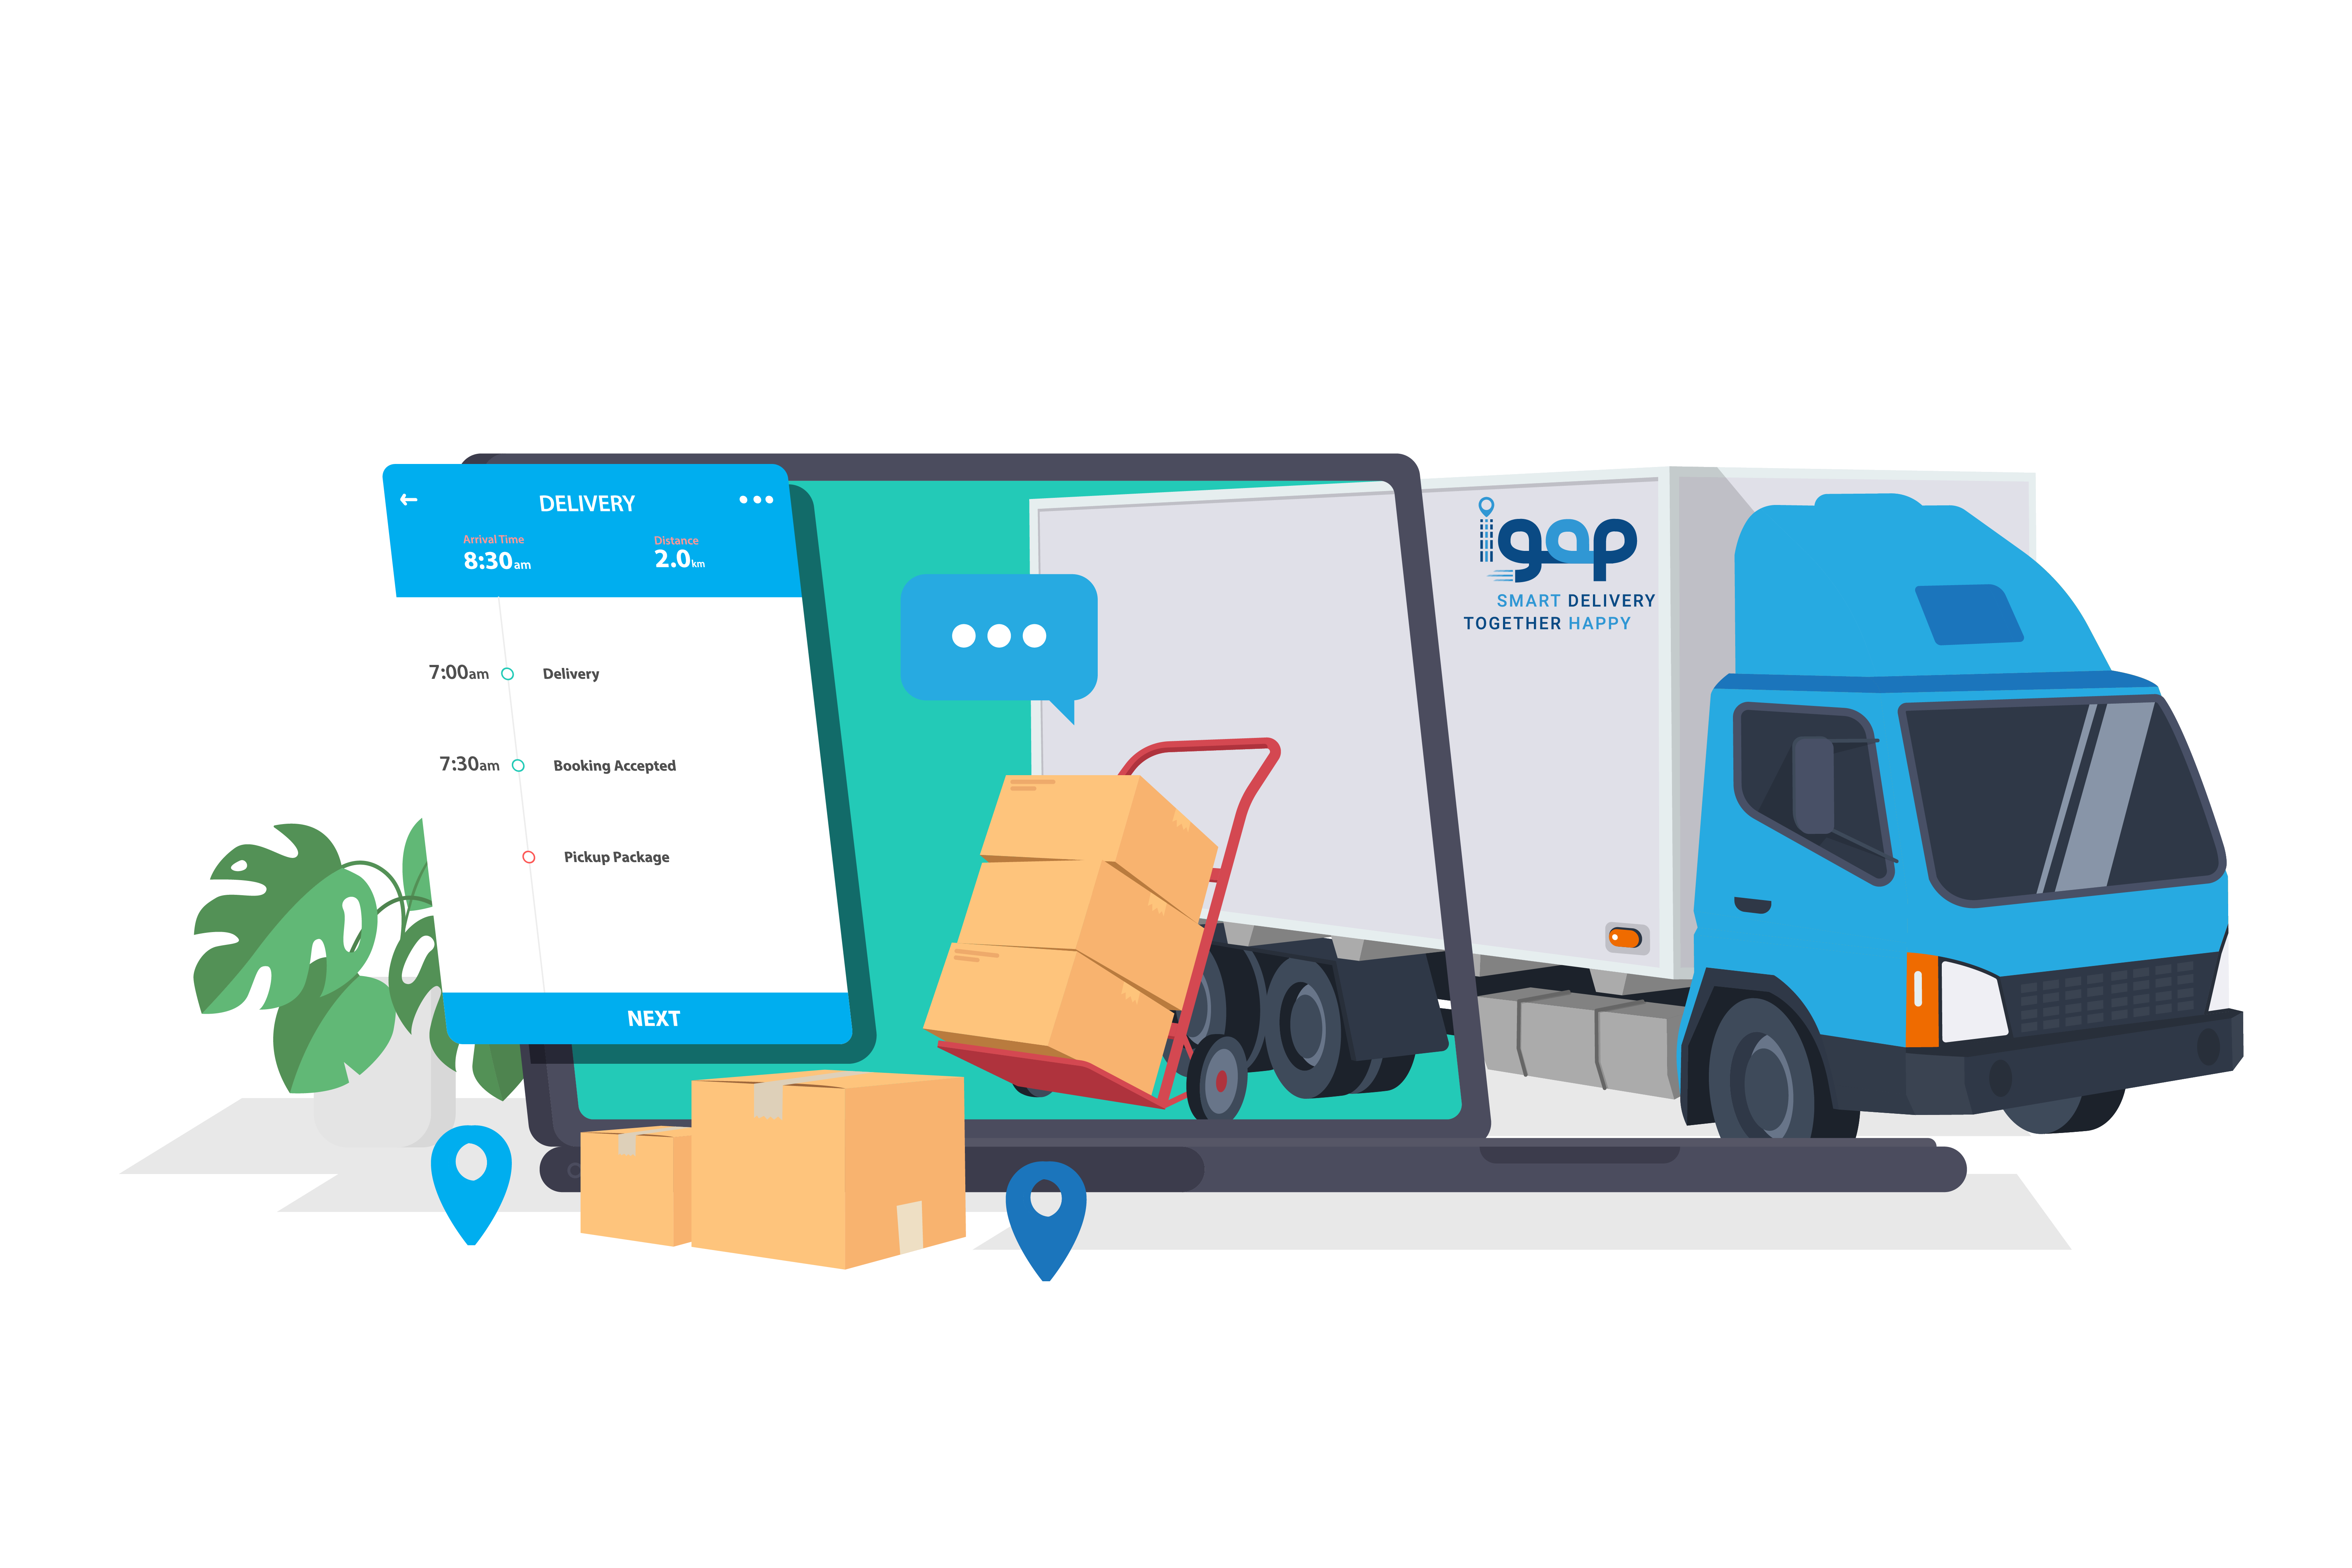 DELIVERY
Arrival Time
8:30am
Distance
2.0km
7:00am Delivery
7:30am Booking Accepted
Pickup Package
NEXT
igap
SMART DELIVERY
TOGETHER HAPPY